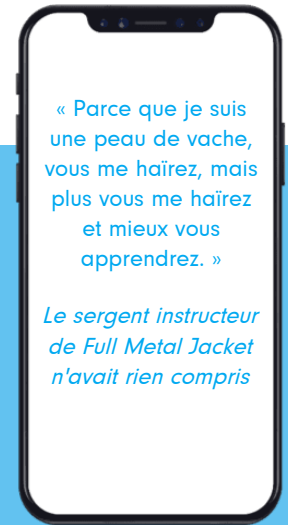 « Parce que je suis
une peau de vache,
vous me haïrez, mais
plus vous me haïrez
et mieux vous
apprendrez. »
Le sergent instructeur
de Full Metal Jacket
n'avait rien compris